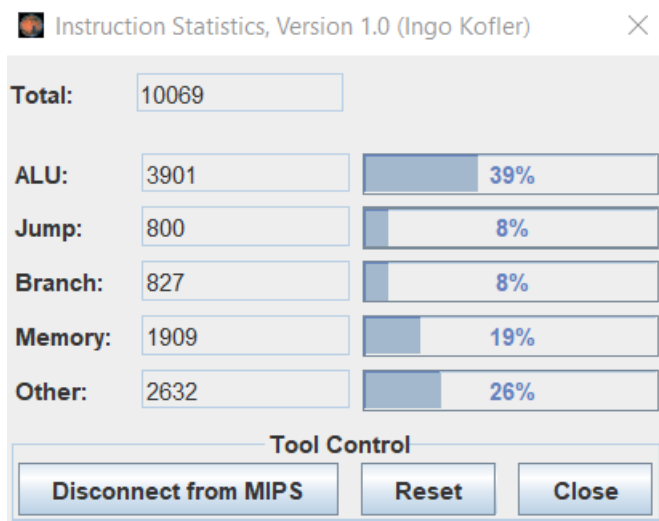 Instruction Statistics, Version 1.0 (Ingo Kofler)
Total: 10069
ALU: 3901 39%
Jump: 800 8%
Branch: 827 8%
Memory: 1909 19%
Other: 2632 26%
Tool Control
Disconnect from MIPS Reset Close